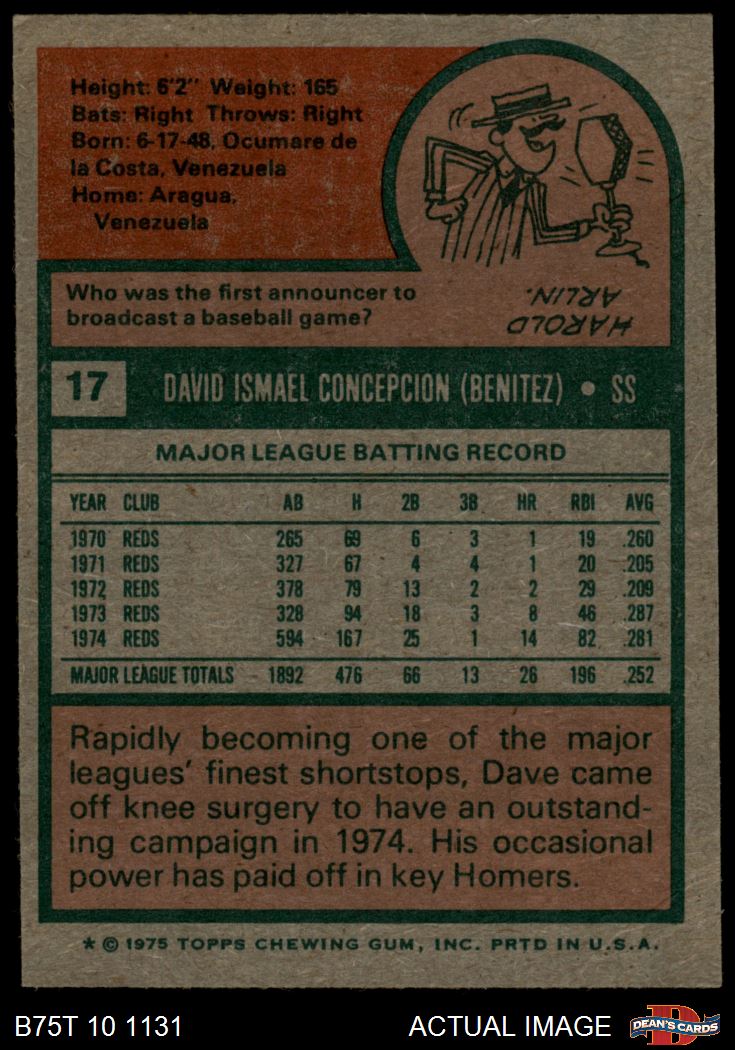 Height: 6'2" Weight: 165
Bats: Right Throws: Right
Born: 6-17-48, Ocumare de
la Costa, Venezuela
Home: Aragua,
Venezuela
Who was the first announcer to
broadcast a baseball game?
HAROLD
ARLIN.
17 DAVID ISMAEL CONCEPCION (BENITEZ) • SS
MAJOR LEAGUE BATTING RECORD
YEAR CLUB AB H 2B 3B HR RBI AVG
1970 REDS 265 69 6 3 1 19 .260
1971 REDS 327 67 4 4 1 20 .205
1972 REDS 378 79 13 2 2 29 .209
1973 REDS 328 94 18 3 8 46 .287
1974 REDS 594 167 25 1 14 82 .281
MAJOR LEAGUE TOTALS 1892 476 66 13 26 196 .252
Rapidly becoming one of the major
leagues' finest shortstops, Dave came
off knee surgery to have an outstand-
ing campaign in 1974. His occasional
power has paid off in key Homers.
* © 1975 TOPPS CHEWING GUM, INC. PRTD IN U.S.A.
B75T 10 1131 ACTUAL IMAGE DEAN'S CARDS